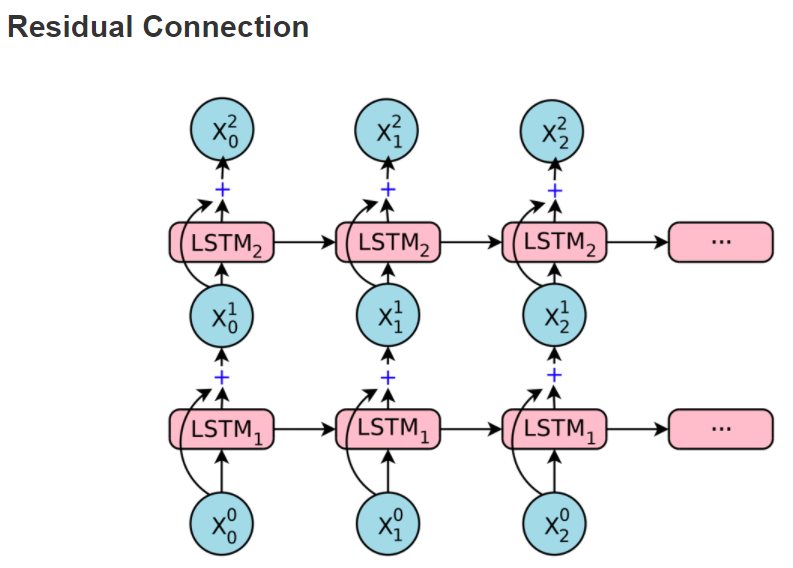 Residual Connection
X₀² X₁² X₂²
+ + +
LSTM₂ LSTM₂ LSTM₂ ...
X₀¹ X₁¹ X₂¹
+ + +
LSTM₁ LSTM₁ LSTM₁ ...
X₀⁰ X₁⁰ X₂⁰